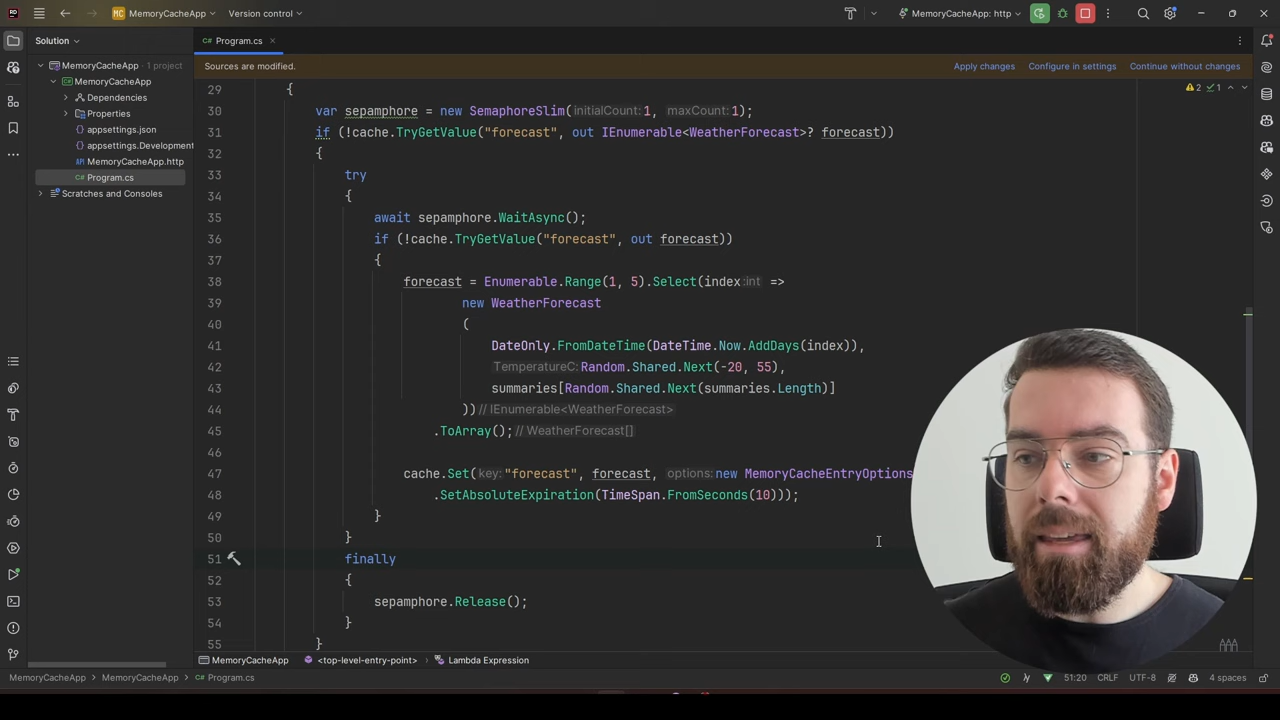 MC MemoryCacheApp Version control MemoryCacheApp: http
Solution
C# Program.cs
MemoryCacheApp 1 project
MemoryCacheApp
Dependencies
Properties
appsettings.json
appsettings.Development
API MemoryCacheApp.http
C# Program.cs
Scratches and Consoles
Sources are modified. Apply changes Configure in settings Continue without changes
2 1
29 {
30 var sepamphore = new SemaphoreSlim(initialCount: 1, maxCount: 1);
31 if (!cache.TryGetValue("forecast", out IEnumerable<WeatherForecast>? forecast))
32 {
33 try
34 {
35 await sepamphore.WaitAsync();
36 if (!cache.TryGetValue("forecast", out forecast))
37 {
38 forecast = Enumerable.Range(1, 5).Select(index:int =>
39 new WeatherForecast
40 (
41 DateOnly.FromDateTime(DateTime.Now.AddDays(index)),
42 TemperatureC: Random.Shared.Next(-20, 55),
43 summaries[Random.Shared.Next(summaries.Length)]
44 )) // IEnumerable<WeatherForecast>
45 .ToArray(); // WeatherForecast[]
46
47 cache.Set(key: "forecast", forecast, options: new MemoryCacheEntryOptions
48 .SetAbsoluteExpiration(TimeSpan.FromSeconds(10)));
49 }
50 }
51 finally
52 {
53 sepamphore.Release();
54 }
55 }
MemoryCacheApp <top-level-entry-point> Lambda Expression
MemoryCacheApp MemoryCacheApp C# Program.cs 51:20 CRLF UTF-8 4 spaces